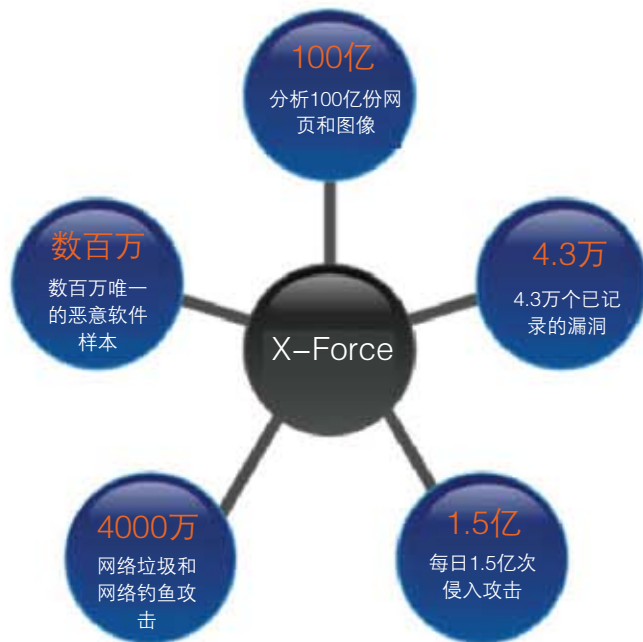 100亿
分析100亿份网
页和图像
数百万
数百万唯一
的恶意软件
样本
4.3万
4.3万个已记
录的漏洞
X-Force
4000万
网络垃圾和
网络钓鱼攻
击
1.5亿
每日1.5亿次
侵入攻击